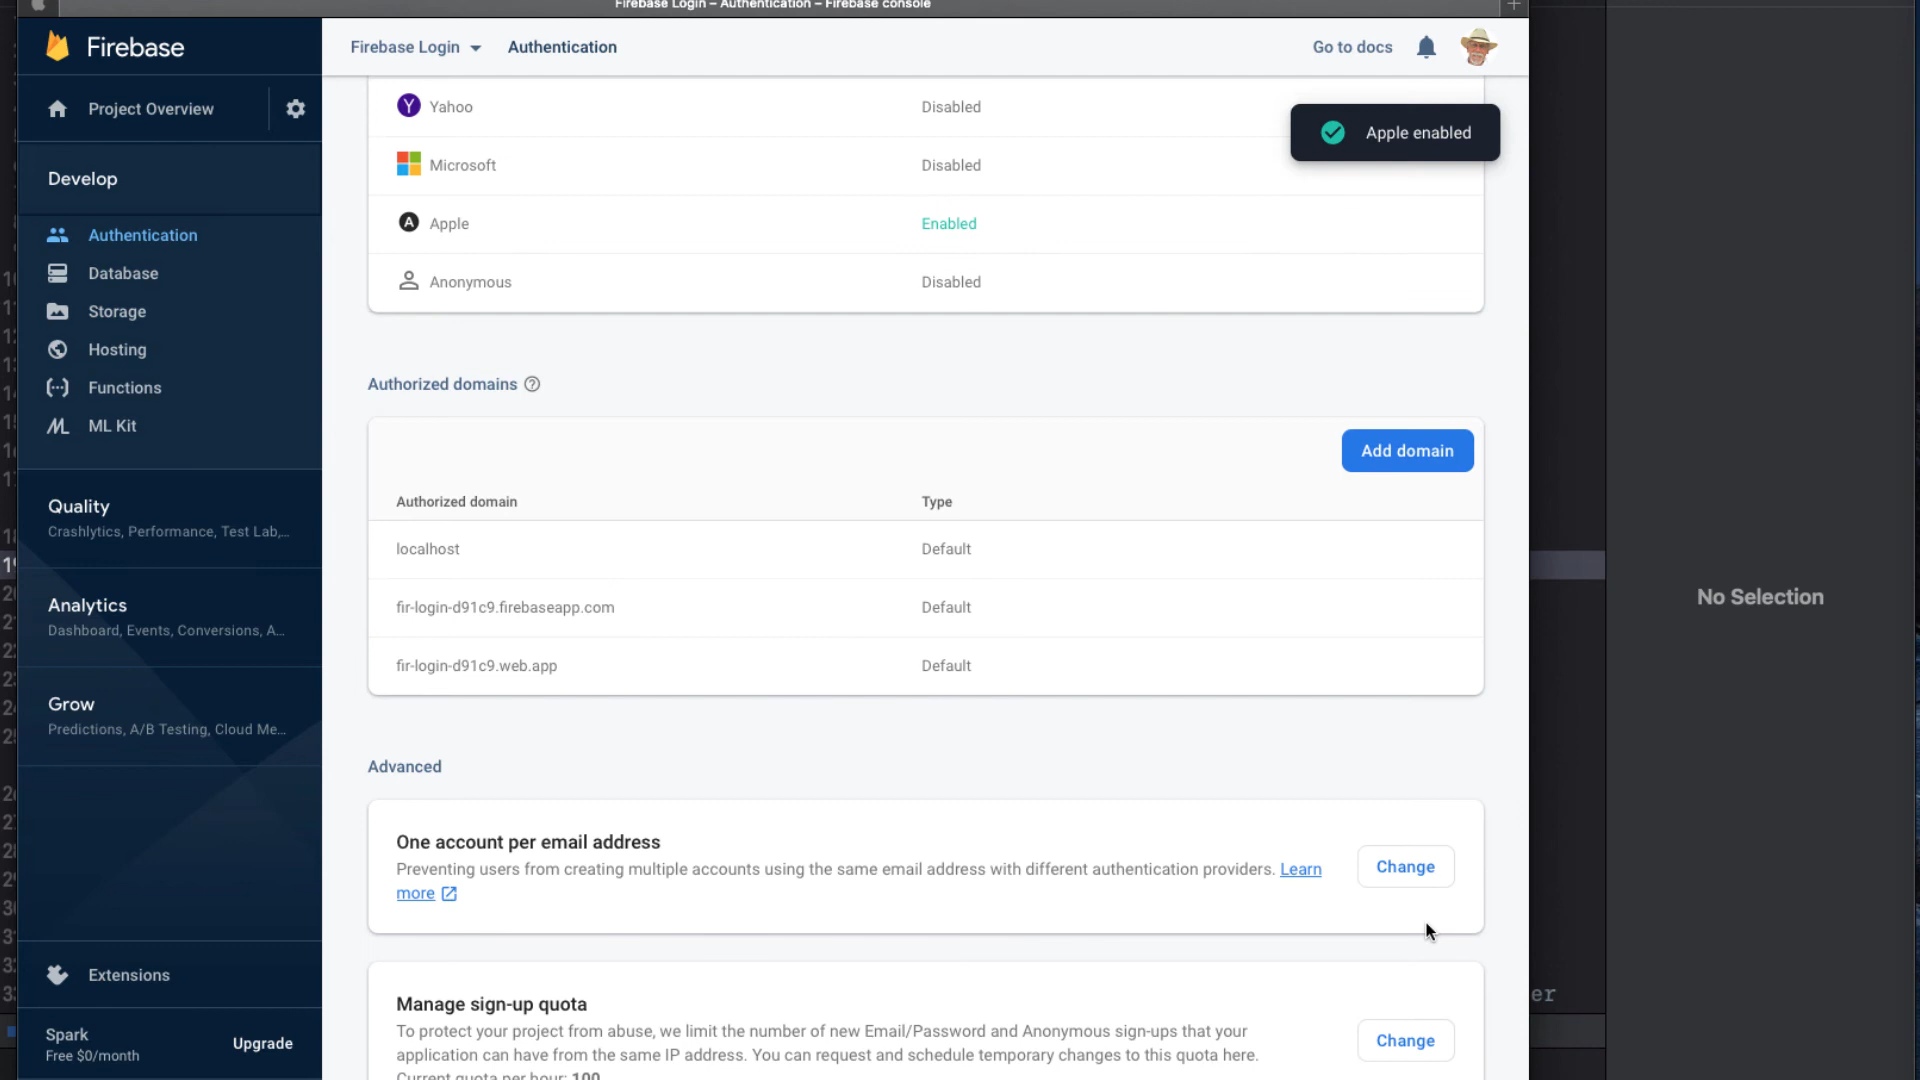 Firebase Login – Authentication – Firebase console
Firebase
Firebase Login
Authentication
Go to docs
Project Overview
Develop
Authentication
Database
Storage
Hosting
Functions
ML Kit
Quality
Crashlytics, Performance, Test Lab,...
Analytics
Dashboard, Events, Conversions, A...
Grow
Predictions, A/B Testing, Cloud Me...
Extensions
Spark
Free $0/month
Upgrade
Yahoo Disabled
Microsoft Disabled
Apple Enabled
Anonymous Disabled
Apple enabled
Authorized domains
Add domain
Authorized domain Type
localhost Default
fir-login-d91c9.firebaseapp.com Default
fir-login-d91c9.web.app Default
Advanced
One account per email address
Preventing users from creating multiple accounts using the same email address with different authentication providers. Learn
more
Change
Manage sign-up quota
To protect your project from abuse, we limit the number of new Email/Password and Anonymous sign-ups that your
application can have from the same IP address. You can request and schedule temporary changes to this quota here.
Current quota per hour: 100
Change
No Selection
er